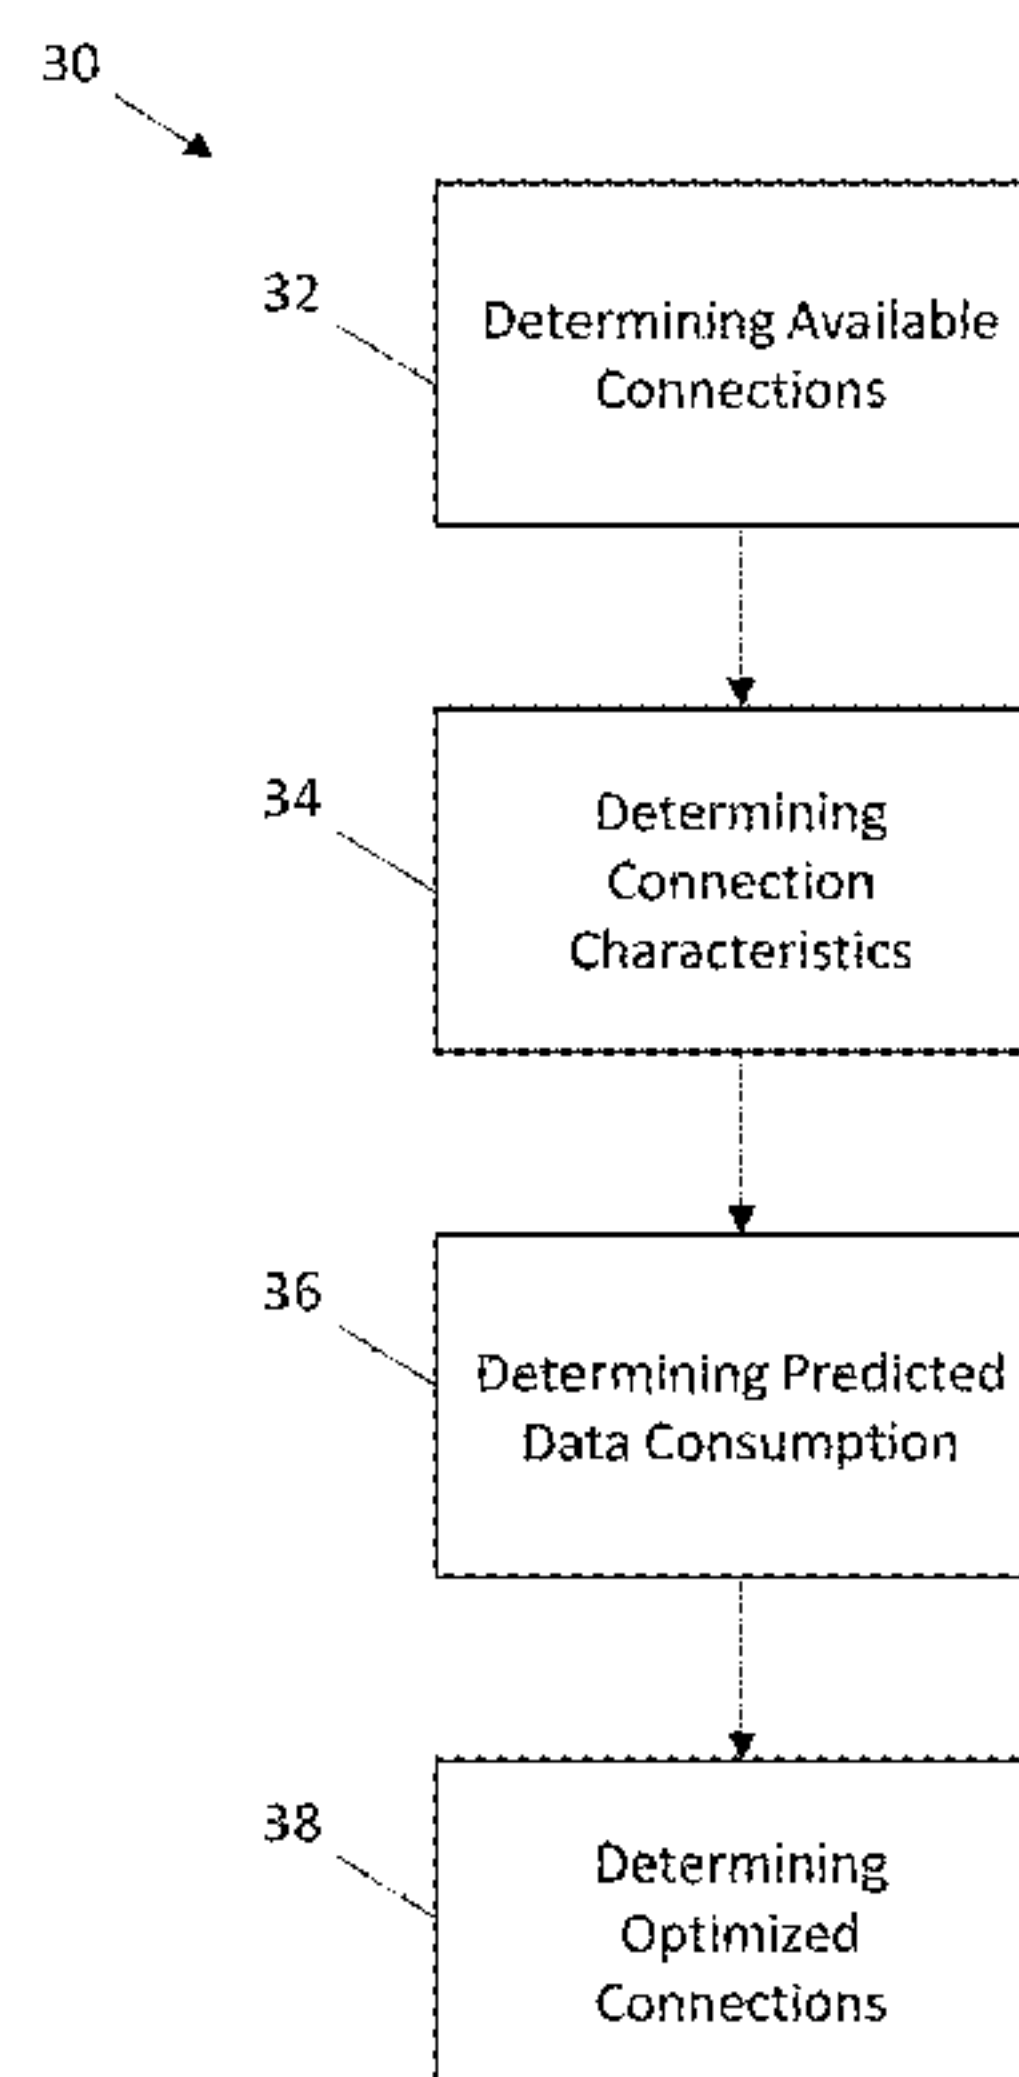 30
32
Determining Available
Connections
34
Determining
Connection
Characteristics
36
Determining Predicted
Data Consumption
38
Determining
Optimized
Connections